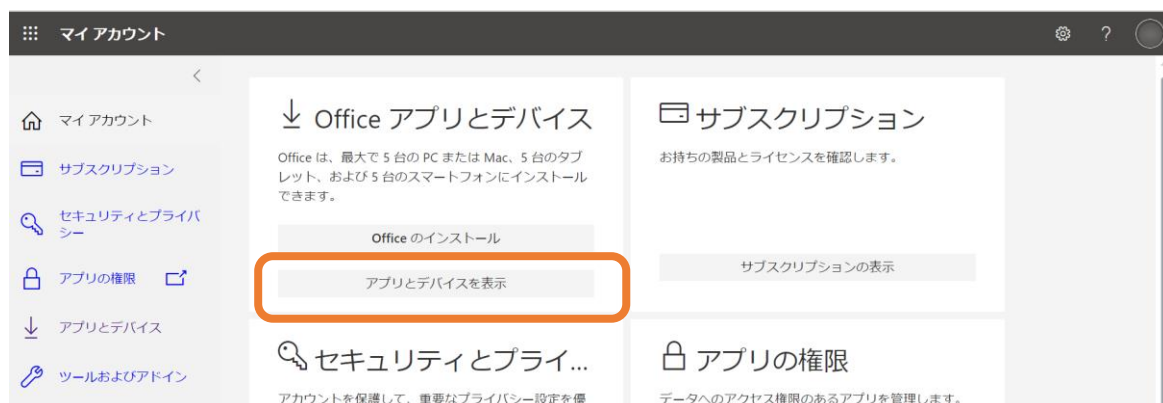 マイ アカウント
?
マイ アカウント
サブスクリプション
セキュリティとプライバ
シー
アプリの権限
アプリとデバイス
ツールおよびアドイン
Office アプリとデバイス
Office は、最大で 5 台の PC または Mac、5 台のタブ
レット、および 5 台のスマートフォンにインストール
できます。
Office のインストール
アプリとデバイスを表示
サブスクリプション
お持ちの製品とライセンスを確認します。
サブスクリプションの表示
セキュリティとプライ...
アカウントを保護して、重要なプライバシー設定を優
アプリの権限
データへのアクセス権限のあるアプリを管理します。